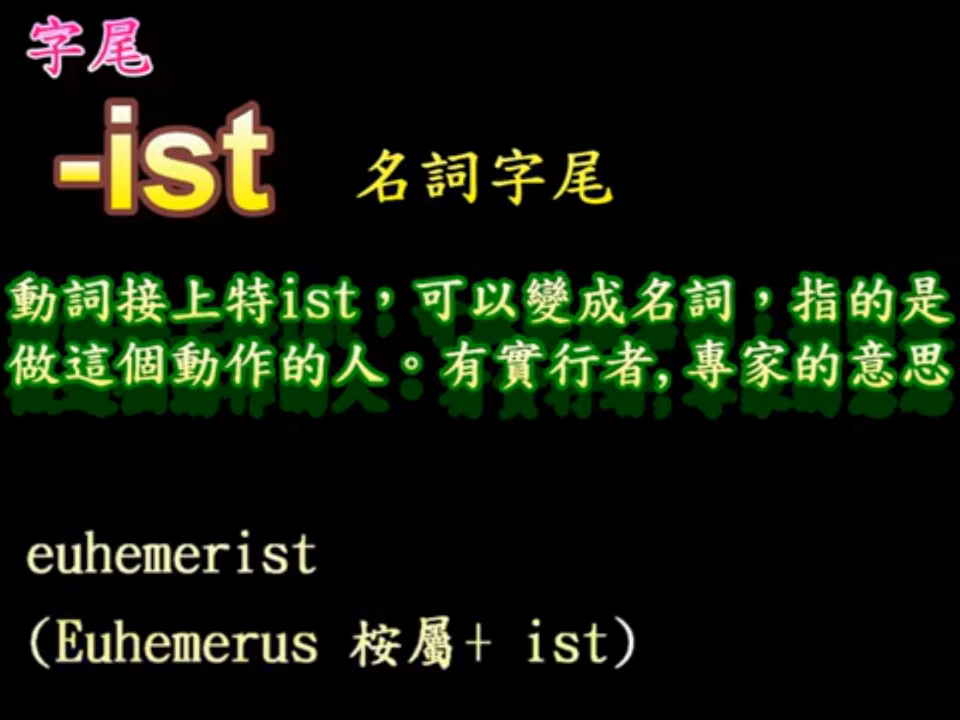 字尾
-ist 名詞字尾
動詞接上特ist，可以變成名詞，指的是
做這個動作的人。有實行者,專家的意思
euhemerist
(Euhemerus 桉屬+ ist)